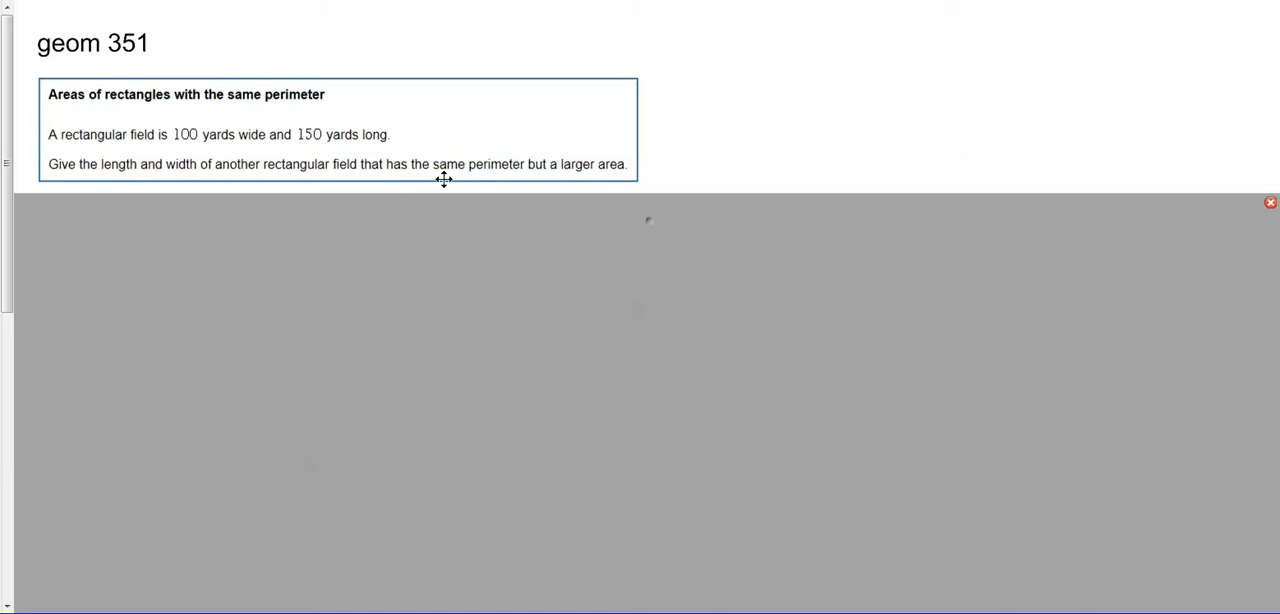 geom 351
Areas of rectangles with the same perimeter
A rectangular field is 100 yards wide and 150 yards long.
Give the length and width of another rectangular field that has the same perimeter but a larger area.